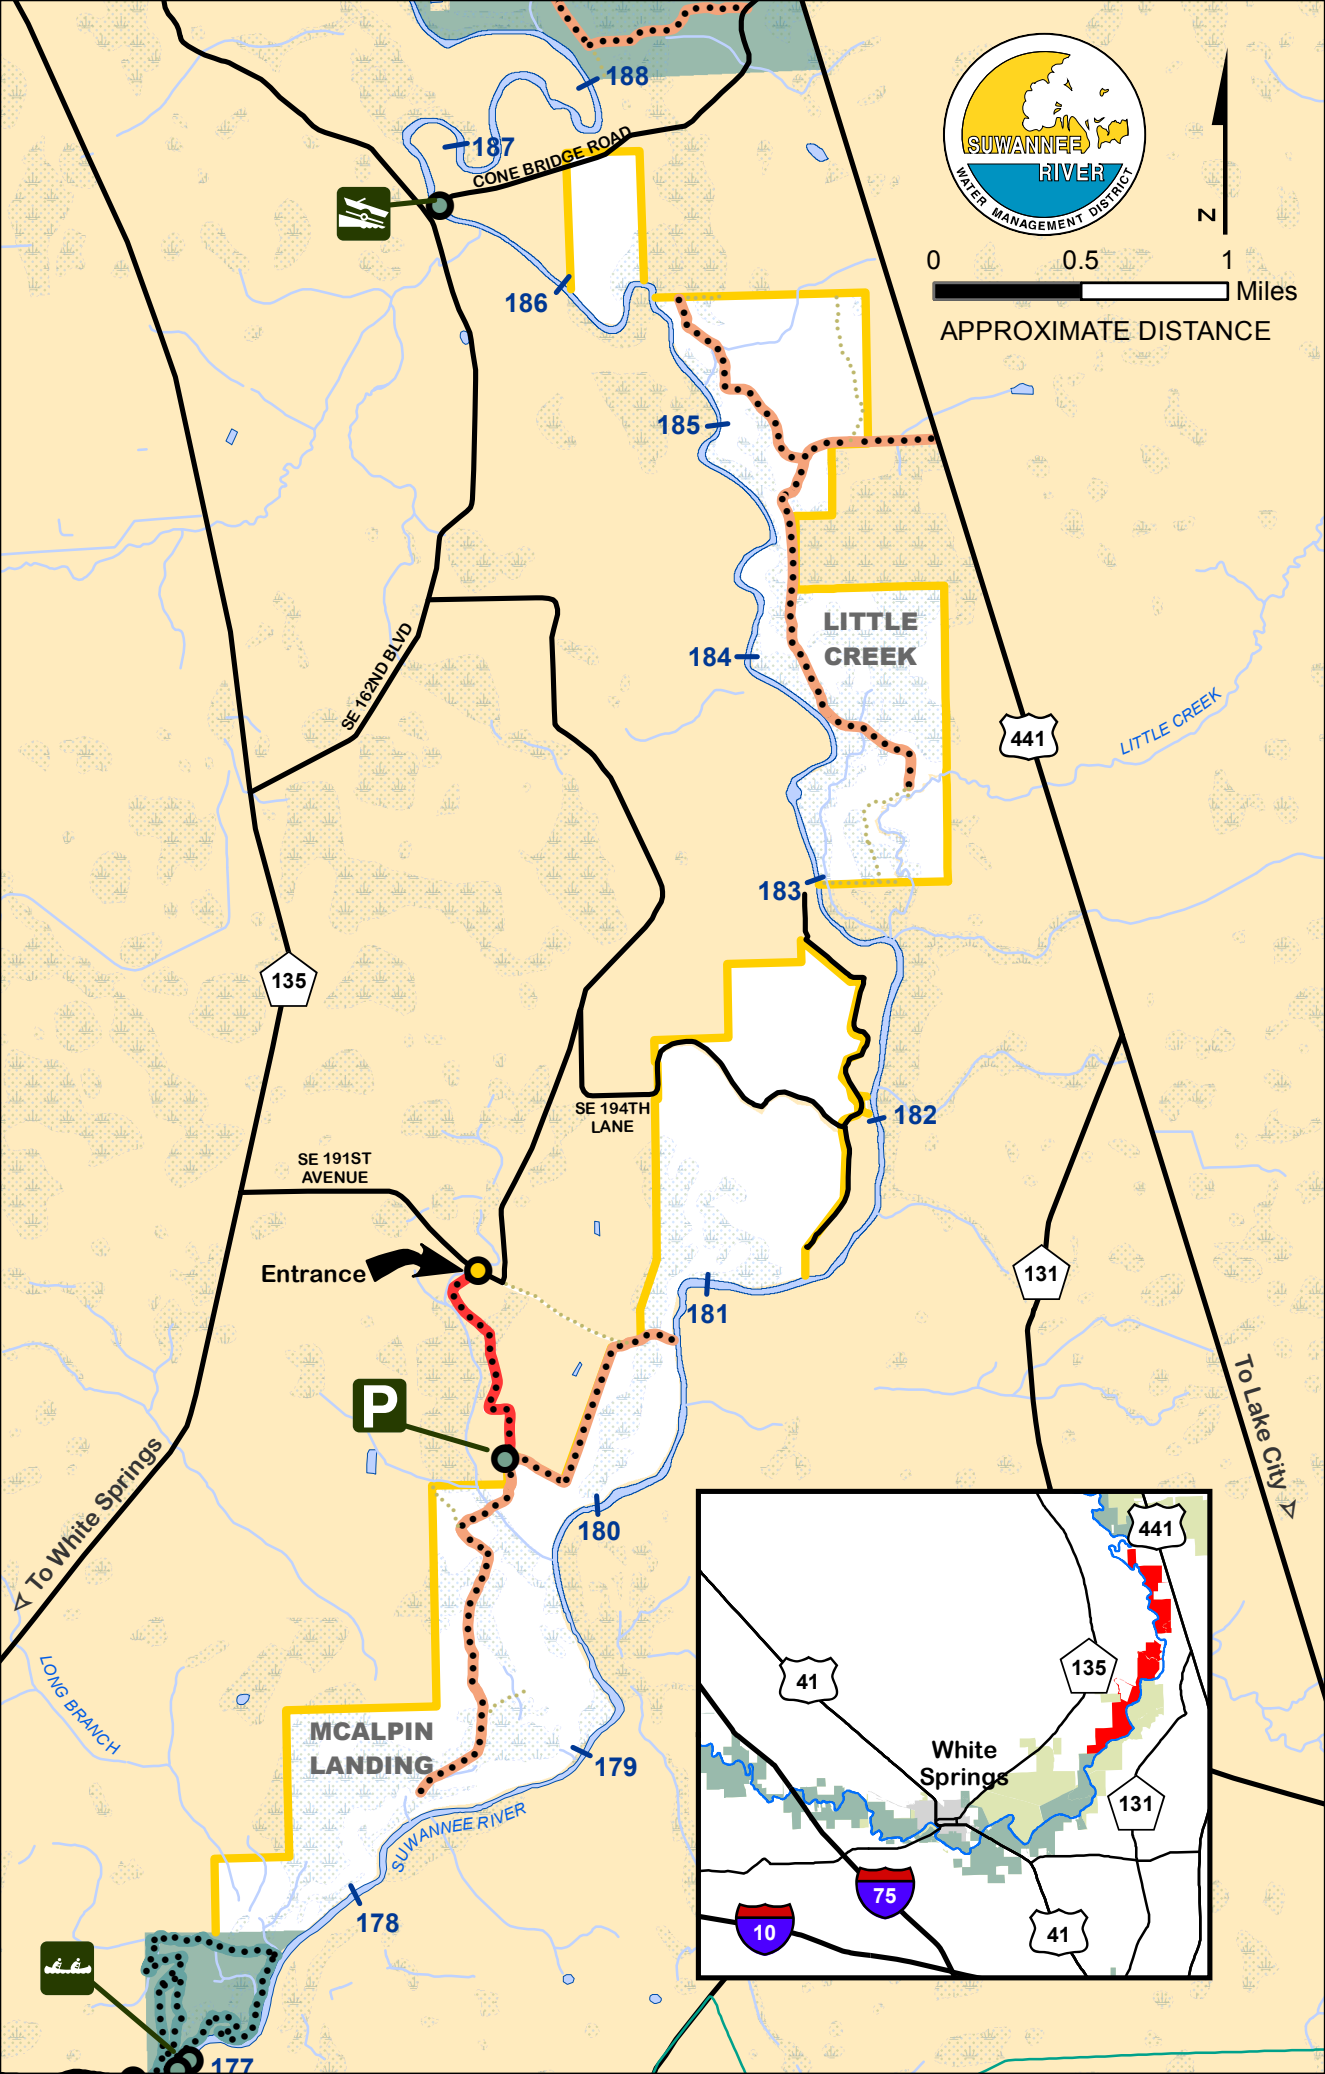 188
187
CONE BRIDGE ROAD
186
SUWANNEE
RIVER
WATER MANAGEMENT DISTRICT
N
0 0.5 1
Miles
APPROXIMATE DISTANCE
185
LITTLE
CREEK
184
SE 162ND BLVD
441
LITTLE CREEK
183
135
182
SE 194TH
LANE
SE 191ST
AVENUE
Entrance
131
181
P
To Lake City
To White Springs
180
LONG BRANCH
MCALPIN
LANDING
179
SUWANNEE RIVER
178
177
441
135
41
White
Springs
131
75
10
41